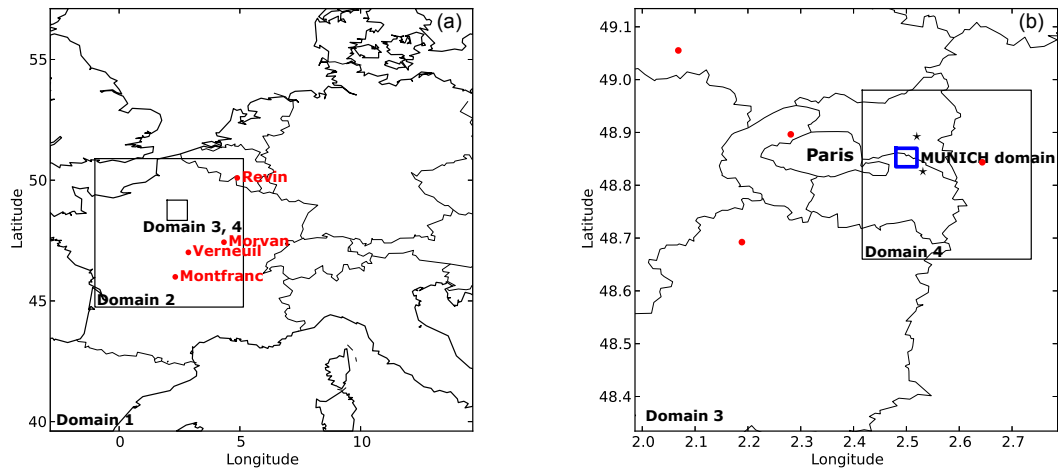 (a)
55
50
45
40
Latitude
Revin
Domain 3, 4
Morvan
Verneuil
Montfranc
Domain 2
Domain 1
0
5
10
Longitude
(b)
49.1
49.0
48.9
48.8
48.7
48.6
48.5
48.4
Latitude
Paris
MUNICH domain
Domain 4
Domain 3
2.0
2.1
2.2
2.3
2.4
2.5
2.6
2.7
Longitude